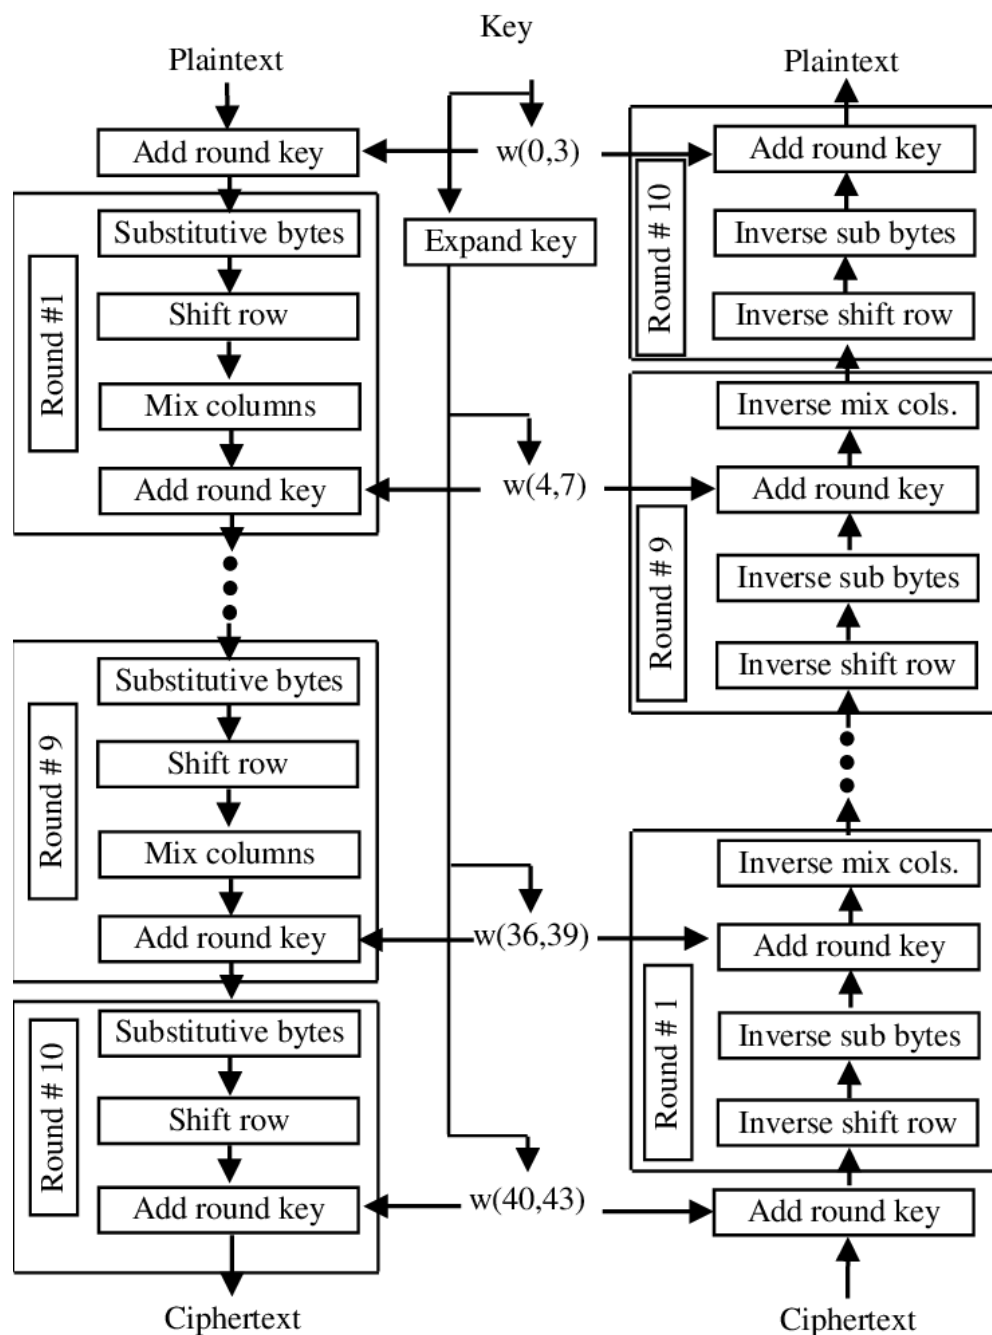 Key
Plaintext
Add round key
Round #1
Substitutive bytes
Shift row
Mix columns
Add round key
Round # 9
Substitutive bytes
Shift row
Mix columns
Add round key
Round # 10
Substitutive bytes
Shift row
Add round key
Ciphertext
w(0,3)
Expand key
w(4,7)
w(36,39)
w(40,43)
Plaintext
Add round key
Round # 10
Inverse sub bytes
Inverse shift row
Inverse mix cols.
Add round key
Round # 9
Inverse sub bytes
Inverse shift row
Inverse mix cols.
Add round key
Round # 1
Inverse sub bytes
Inverse shift row
Add round key
Ciphertext